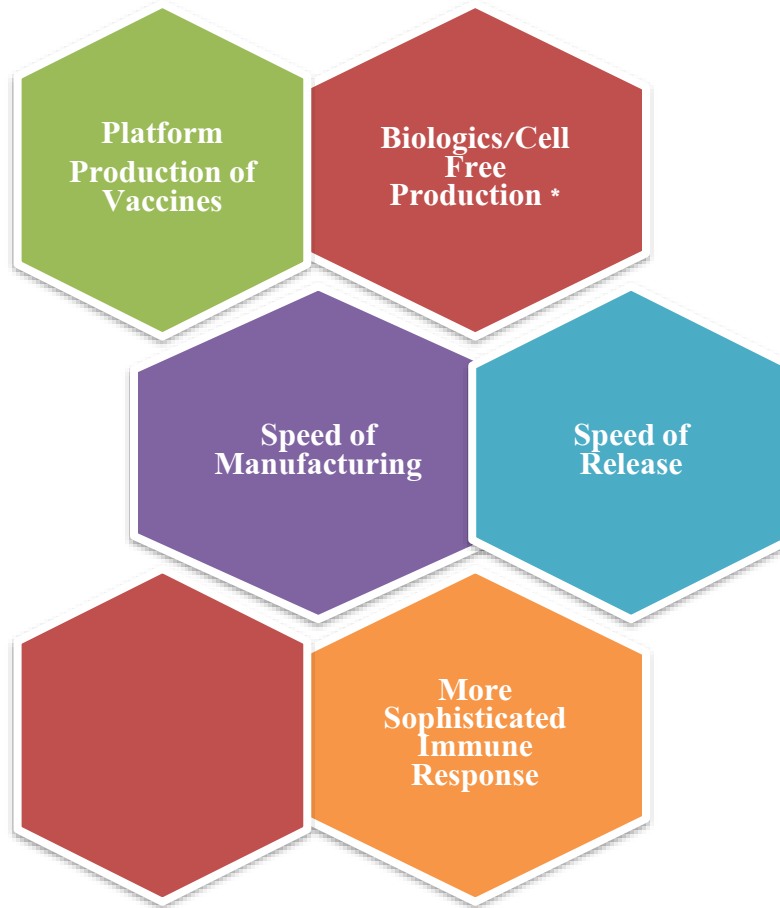 Platform
Production of
Vaccines
Biologics/Cell
Free
Production *
Speed of
Manufacturing
Speed of
Release
More
Sophisticated
Immune
Response